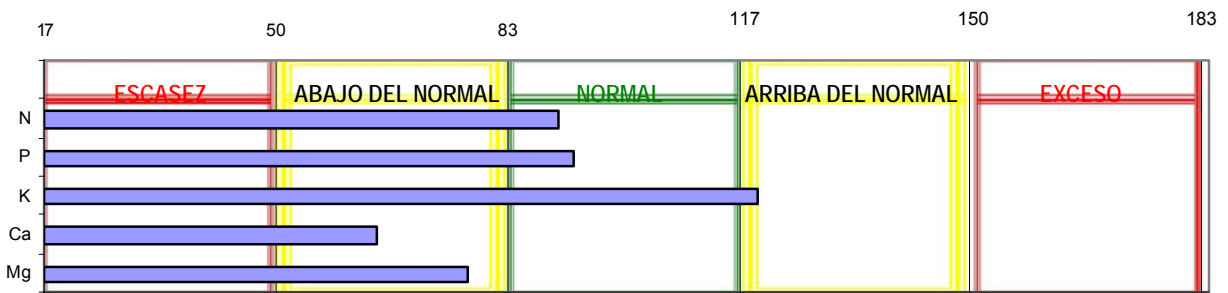 17 50 83 117 150 183
ESCASEZ ABAJO DEL NORMAL NORMAL ARRIBA DEL NORMAL EXCESO
N
P
K
Ca
Mg